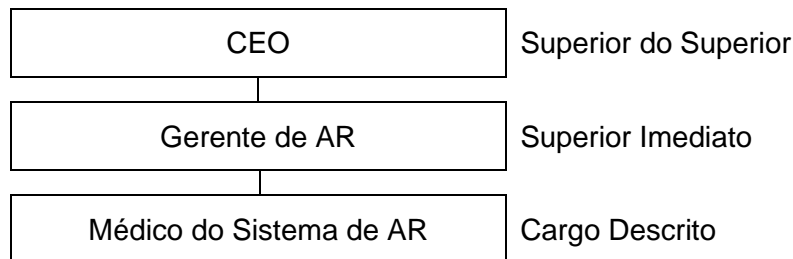 CEO Superior do Superior
Gerente de AR Superior Imediato
Médico do Sistema de AR Cargo Descrito